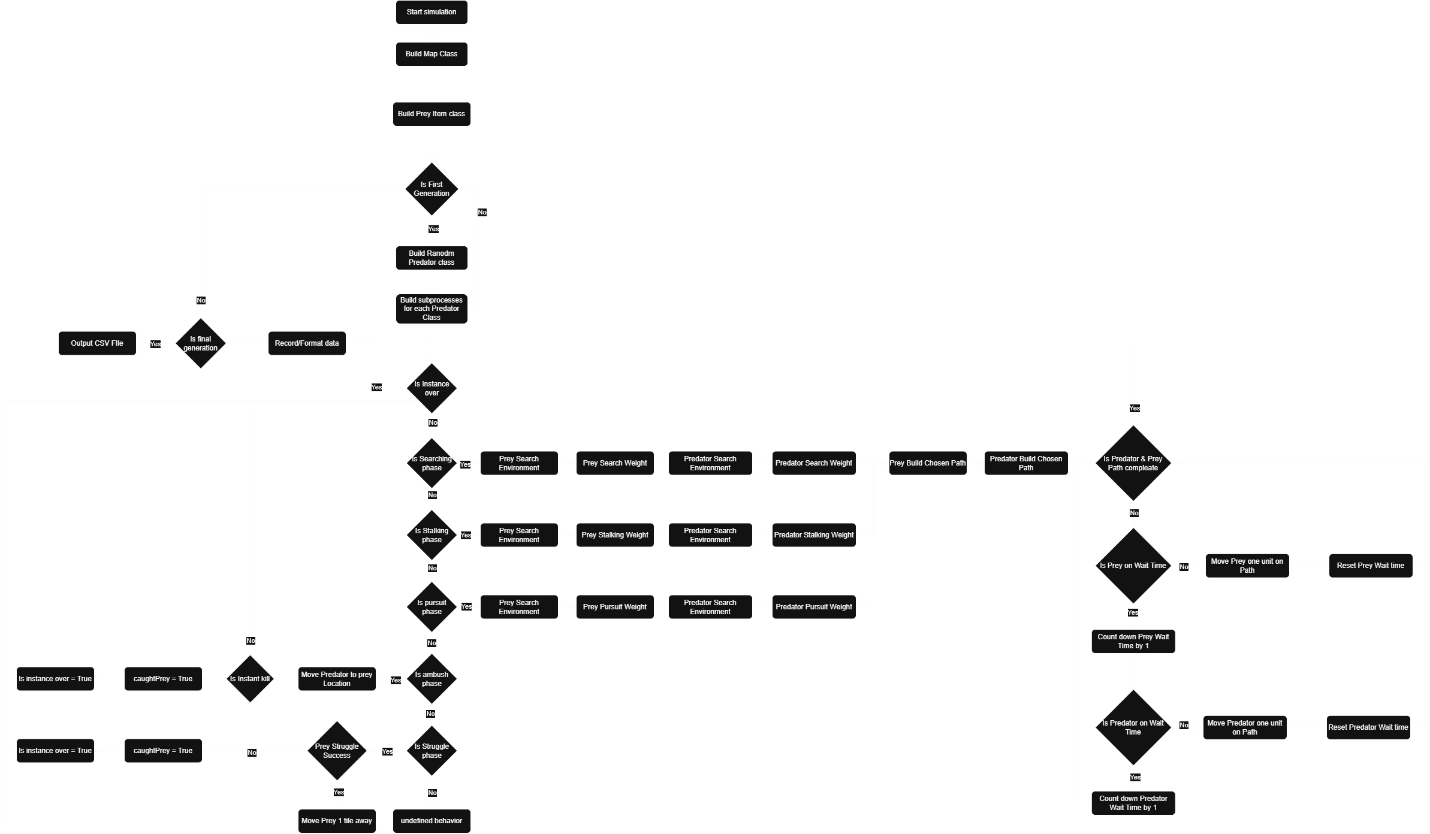 Start simulation
Build Map Class
Build Prey Item class
Is First
Generation
No
Yes
Build Ranodm
Predator class
Build subprocesses
for each Predator
Class
No
Output CSV File
Yes
Is final
generation
Record/Format data
Yes
Is Instance
over
No
Yes
Is Searching
phase
Yes
Prey Search
Environment
Prey Search Weight
Predator Search
Environment
Predator Search Weight
Prey Build Chosen Path
Predator Build Chosen
Path
Is Predator & Prey
Path compleate
No
No
Is Stalking
phase
Yes
Prey Search
Environment
Prey Stalking Weight
Predator Search
Environment
Predator Stalking Weight
Is Prey on Wait Time
No
Move Prey one unit on
Path
Reset Prey Wait time
No
Yes
Is pursuit
phase
Yes
Prey Search
Environment
Prey Pursuit Weight
Predator Search
Environment
Predator Pursuit Weight
Count down Prey Wait
Time by 1
No
No
Is instance over = True
caughtPrey = True
Is Instant kill
Move Predator to prey
Location
Yes
Is ambush
phase
No
Is Predator on Wait
Time
No
Move Predator one unit
on Path
Reset Predator Wait time
Is instance over = True
caughtPrey = True
No
Prey Struggle
Success
Yes
Is Struggle
phase
Yes
Yes
No
Count down Predator
Wait Time by 1
Move Prey 1 tile away
undefined behavior